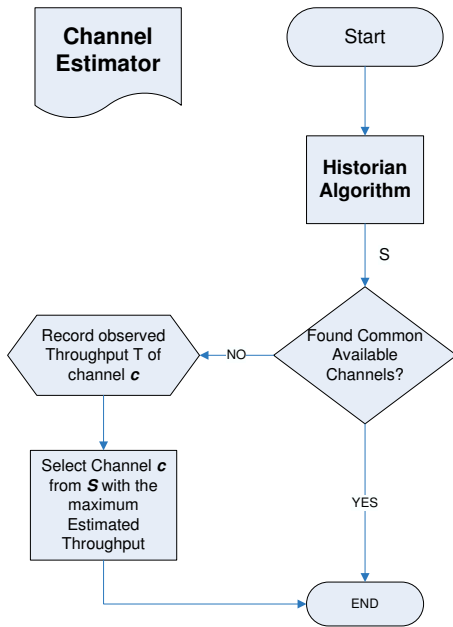 Channel
Estimator
Start
Historian
Algorithm
S
Found Common
Available
Channels?
NO
Record observed
Throughput T of
channel c
Select Channel c
from S with the
maximum
Estimated
Throughput
YES
END